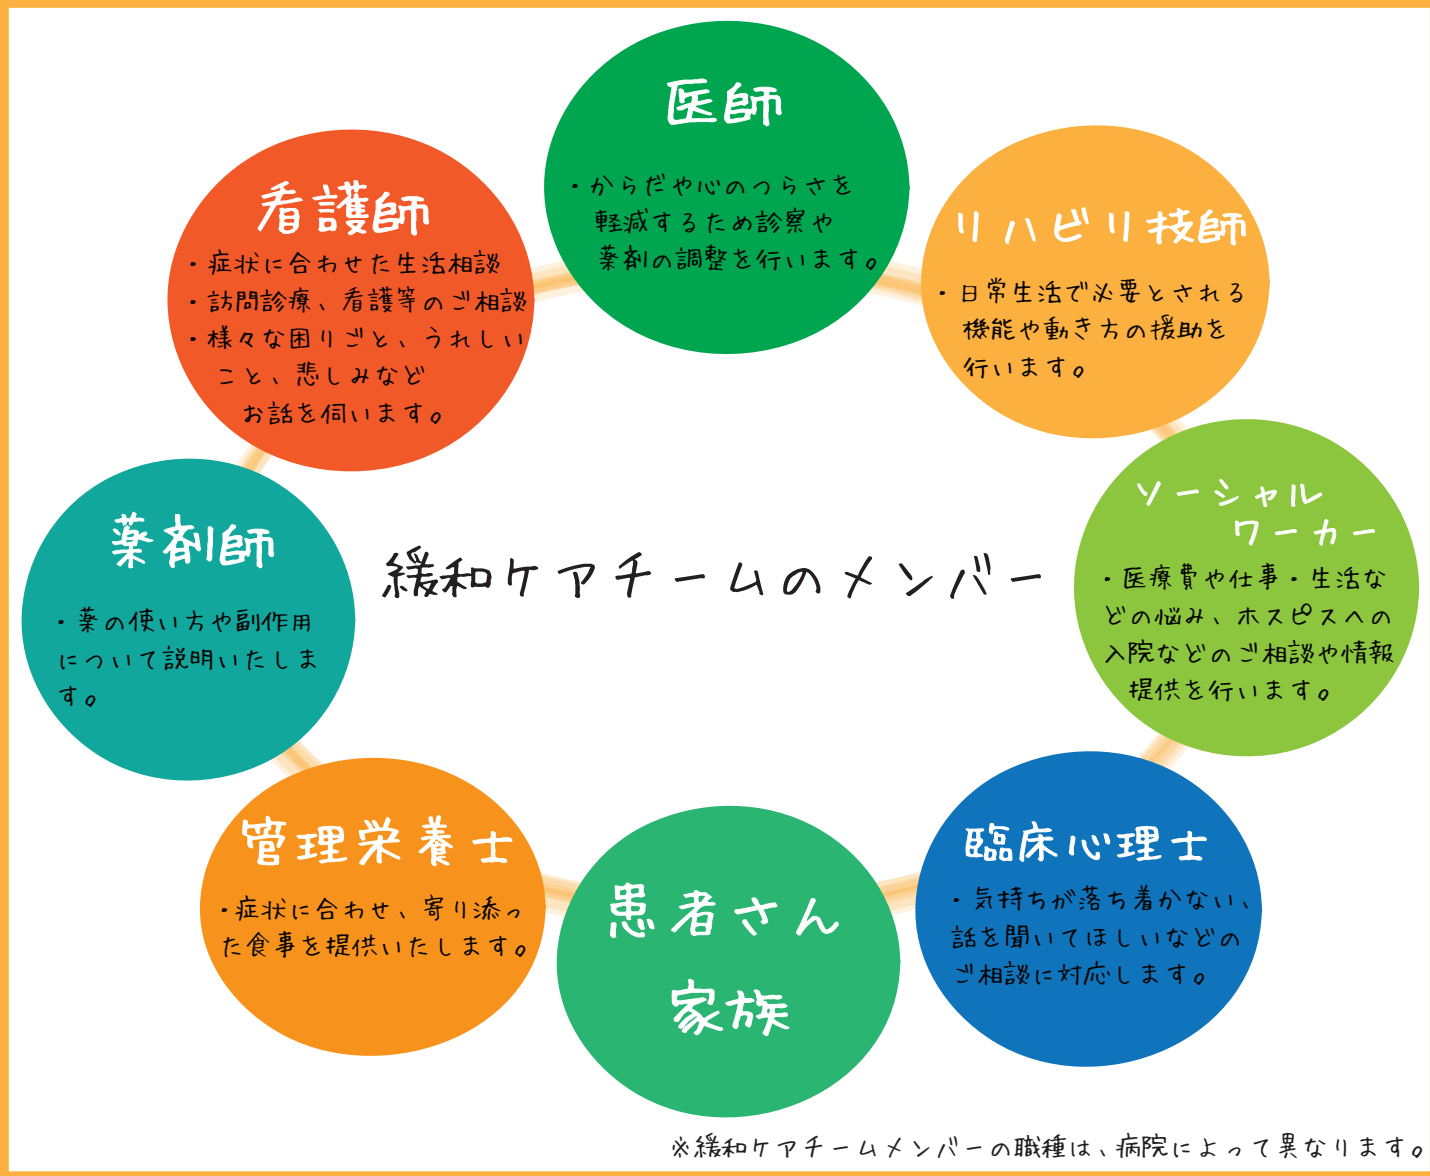 医師
・からだや心のつらさを
軽減するため診察や
薬剤の調整を行います。
看護師
・症状に合わせた生活相談
・訪問診療、看護等のご相談
・様々な困りごと、うれしい
こと、悲しみなど
お話を伺います。
リハビリ技師
・日常生活で必要とされる
機能や動き方の援助を
行います。
薬剤師
・薬の使い方や副作用
について説明いたしま
す。
緩和ケアチームのメンバー
ソーシャル
ワーカー
・医療費や仕事・生活な
どの悩み、ホスピスへの
入院などのご相談や情報
提供を行います。
管理栄養士
・症状に合わせ、寄り添っ
た食事を提供いたします。
患者さん
家族
臨床心理士
・気持ちが落ち着かない、
話を聞いてほしいなどの
ご相談に対応します。
※緩和ケアチームメンバーの職種は、病院によって異なります。